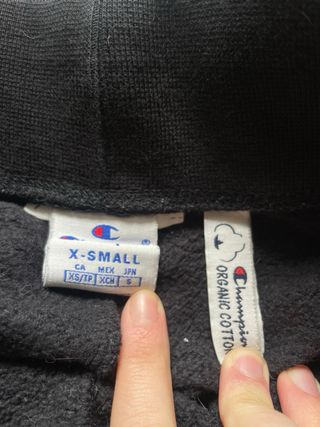 X-SMALL
CA MEX JPN
XS/TP XCH S
Champion
ORGANIC COTTON